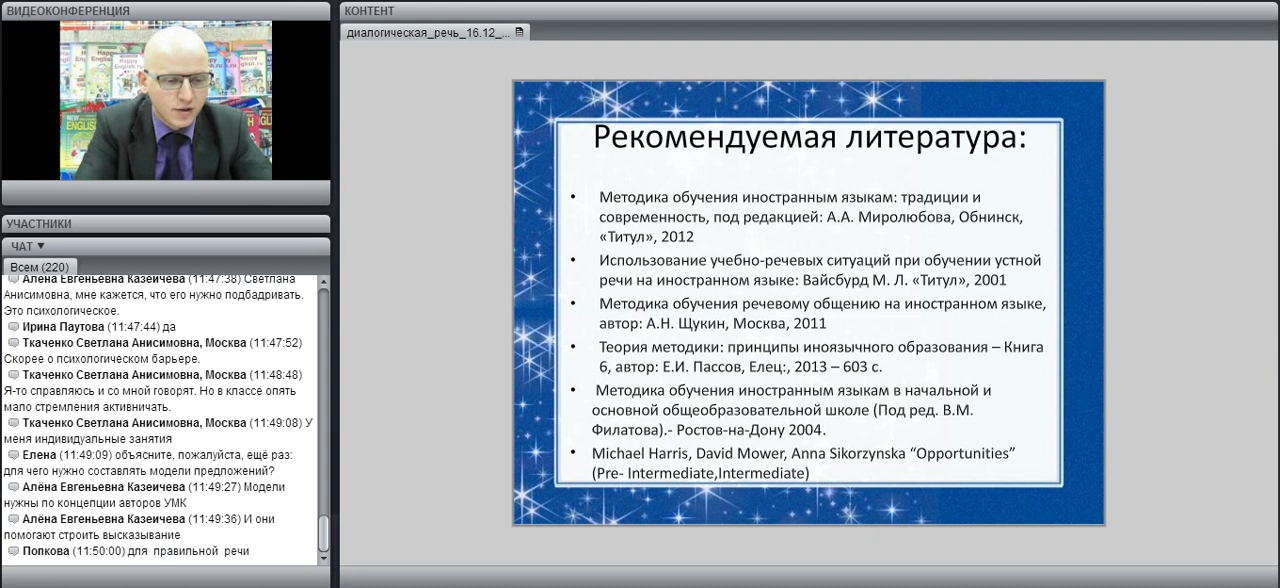 ВИДЕОКОНФЕРЕНЦИЯ
Happy English.ru
ENGLISH
УЧАСТНИКИ
ЧАТ ▼
Всем (220)
Алёна Евгеньевна Казеичева (11:47:38) Светлана
Анисимовна, мне кажется, что его нужно подбадривать.
Это психологическое.
Ирина Паутова (11:47:44) да
Ткаченко Светлана Анисимовна, Москва (11:47:52)
Скорее о психологическом барьере.
Ткаченко Светлана Анисимовна, Москва (11:48:48)
Я-то справляюсь и со мной говорят. Но в классе опять
мало стремления активничать.
Ткаченко Светлана Анисимовна, Москва (11:49:08) У
меня индивидуальные занятия
Елена (11:49:09) объясните, пожалуйста, ещё раз:
для чего нужно составлять модели предложений?
Алёна Евгеньевна Казеичева (11:49:27) Модели
нужны по концепции авторов УМК
Алёна Евгеньевна Казеичева (11:49:36) И они
помогают строить высказывание
Попкова (11:50:00) для правильной речи
КОНТЕНТ
диалогическая_речь_16.12_...
Рекомендуемая литература:
• Методика обучения иностранным языкам: традиции и
современность, под редакцией: А.А. Миролюбова, Обнинск,
«Титул», 2012
• Использование учебно-речевых ситуаций при обучении устной
речи на иностранном языке: Вайсбурд М. Л. «Титул», 2001
• Методика обучения речевому общению на иностранном языке,
автор: А.Н. Щукин, Москва, 2011
• Теория методики: принципы иноязычного образования – Книга
6, автор: Е.И. Пассов, Елец:, 2013 – 603 с.
• Методика обучения иностранным языкам в начальной и
основной общеобразовательной школе (Под ред. В.М.
Филатова).- Ростов-на-Дону 2004.
• Michael Harris, David Mower, Anna Sikorzynska “Opportunities”
(Pre- Intermediate,Intermediate)